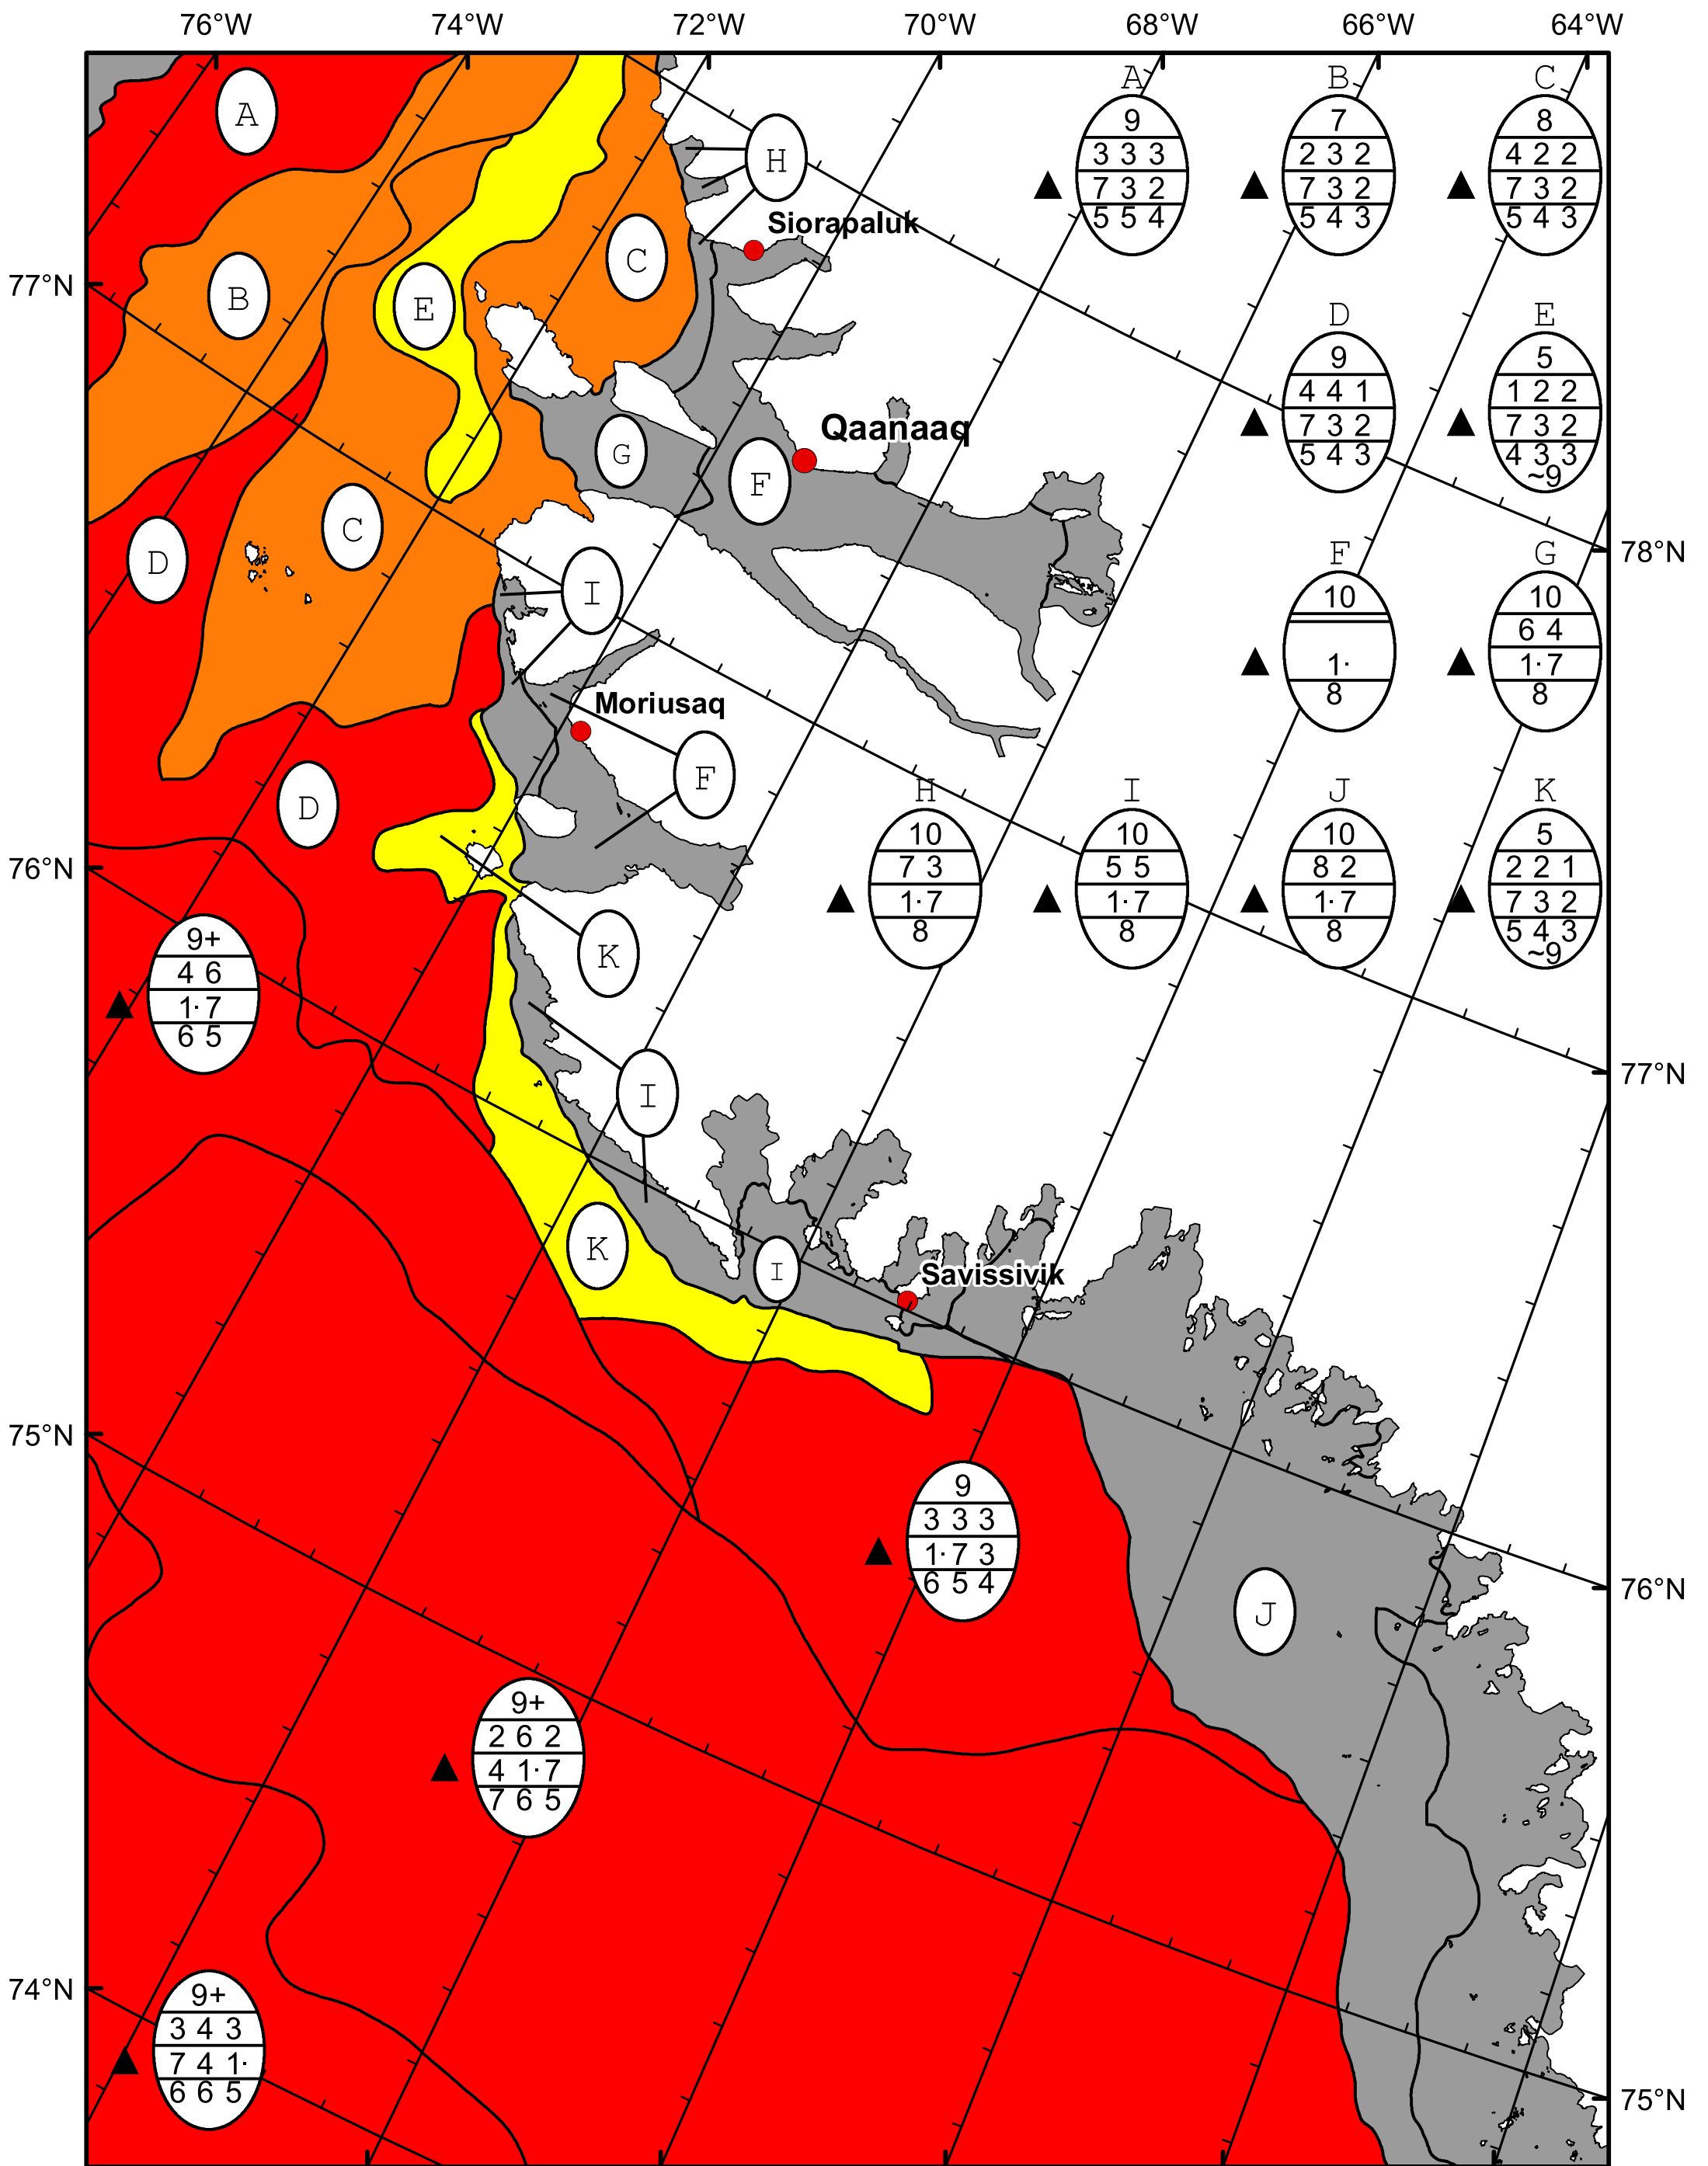 76°W 74°W 72°W 70°W 68°W 66°W 64°W
A B C
9 7 8
3 3 3 2 3 2 4 2 2
7 3 2 7 3 2 7 3 2
5 5 4 5 4 3 5 4 3
A
H
Siorapaluk
C
77°N
B
E
D E
9 5
4 4 1 1 2 2
7 3 2 7 3 2
5 4 3 4 3 3
~9
Qaanaaq
G
F
C
D
78°N
F G
10 10
6 4
1· 1·7
8 8
I
Moriusaq
F
D
H I J K
10 10 10 5
7 3 5 5 8 2 2 2 1
1·7 1·7 1·7 7 3 2
8 8 8 5 4 3
~9
76°N
K
9+
4 6
1·7
6 5
77°N
I
K
I
Savissivik
75°N
9
3 3 3
1·7 3
6 5 4
76°N
J
9+
2 6 2
4 1·7
7 6 5
74°N
9+
3 4 3
7 4 1·
6 6 5
75°N